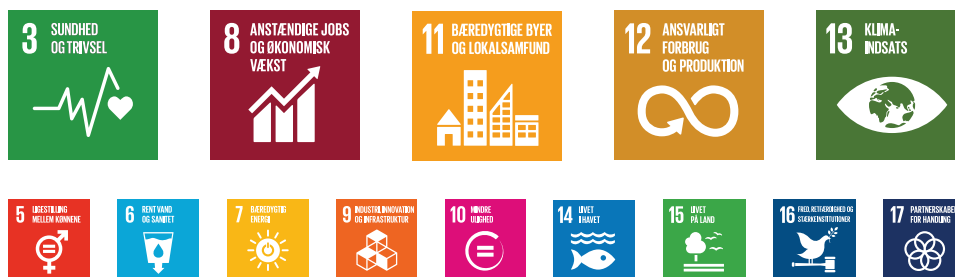 3 SUNDHED
OG TRIVSEL
8 ANSTÆNDIGE JOBS
OG ØKONOMISK
VÆKST
11 BÆREDYGTIGE BYER
OG LOKALSAMFUND
12 ANSVARLIGT
FORBRUG
OG PRODUKTION
13 KLIMA-
INDSATS
5 LIGESTILLING
MELLEM KØNNENE
6 RENT VAND
OG SANITET
7 BÆREDYGTIG
ENERGI
9 INDUSTRI, INNOVATION
OG INFRASTRUKTUR
10 MINDRE
ULIGHED
14 LIVET
I HAVET
15 LIVET
PÅ LAND
16 FRED, RETFÆRDIGHED OG
STÆRKE INSTITUTIONER
17 PARTNERSKABER
FOR HANDLING